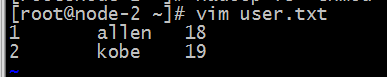 [root@node-2 ~]# vim user.txt
1 allen 18
2 kobe 19
~